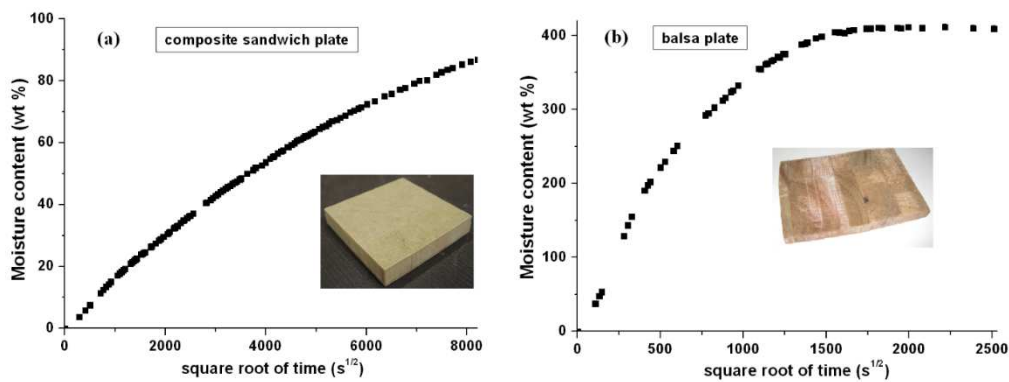 (a)
composite sandwich plate
Moisture content (wt %)
100
80
60
40
20
0
0 2000 4000 6000 8000
square root of time (s^1/2)
(b)
balsa plate
Moisture content (wt %)
400
300
200
100
0
0 500 1000 1500 2000 2500
square root of time (s^1/2)